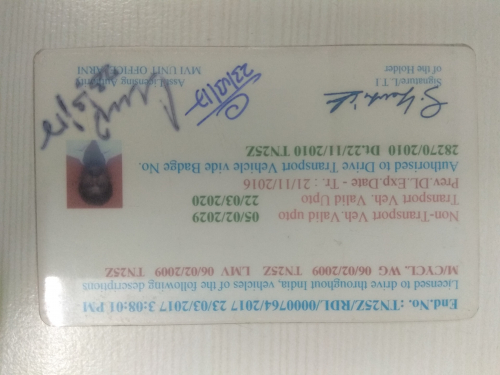 End.No. : TN25Z/RDL/0000764/2017 23/03/2017 3:08:01 PM
Licensed to drive throughout India, vehicles of the following descriptions
M/CYCL. WG 06/02/2009 LMV 06/02/2009 TN25Z TN25Z
Non-Transport Veh. Valid upto 05/02/2029
Transport Veh. Valid Upto 22/03/2020
Prev.DL.Exp.Date - Tr : 21/11/2016
Authorised to Drive Transport Vehicle vide Badge No.
28270/2010 Dt.22/11/2010 TN25Z
Signature/L.T.I
of the Holder
Asst.Licensing Authority
MVI UNIT OFFICE ARNI